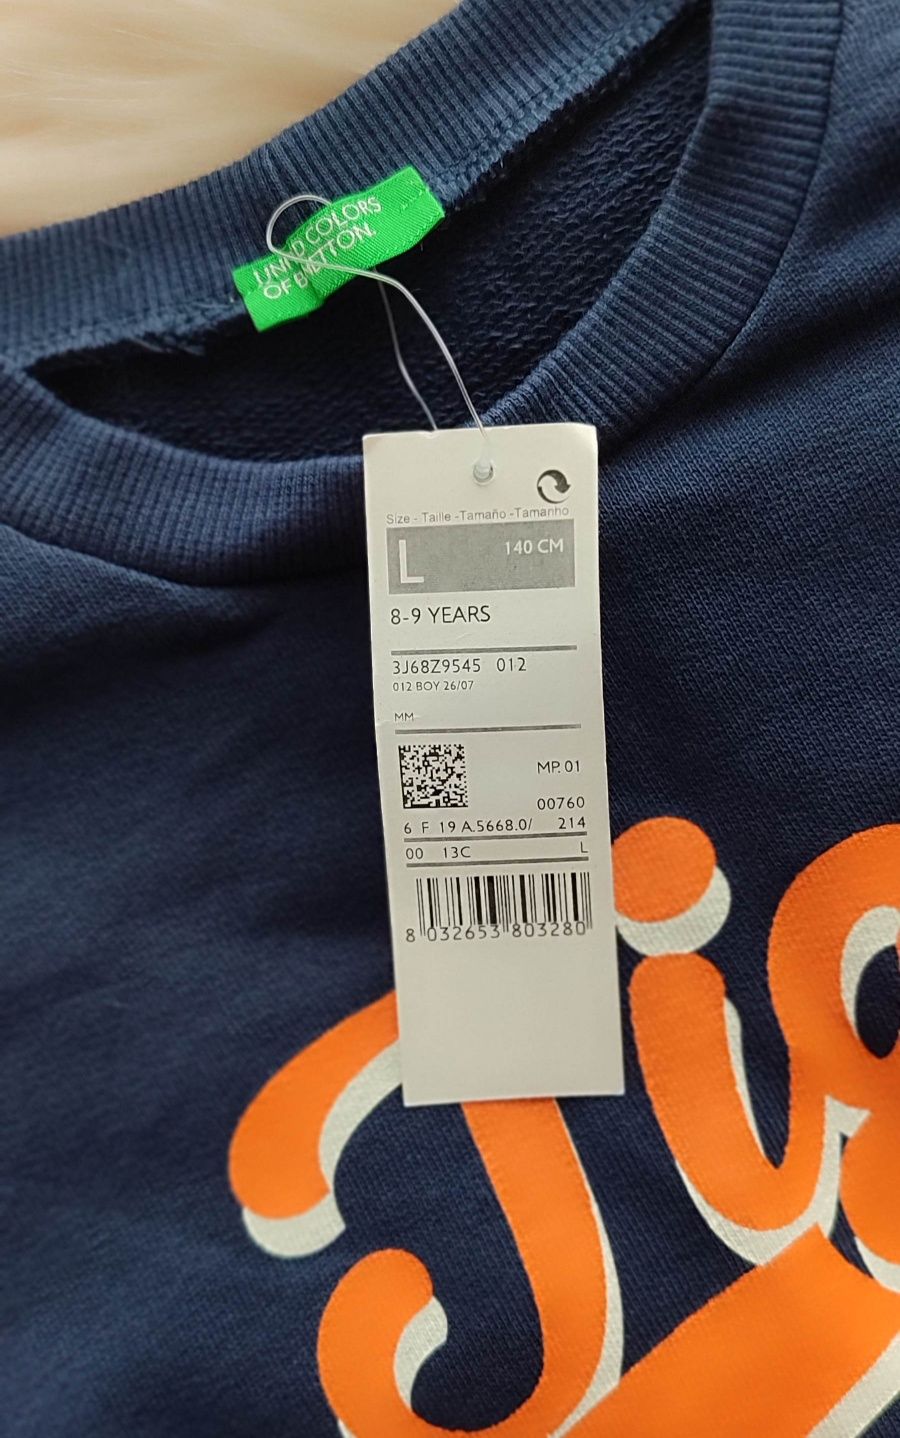 UNITED COLORS
OF BENETTON.
Size - Taille -Tamaño -Tamanho
L 140 CM
8-9 YEARS
3J68Z9545 012
012 BOY 26/07
MM
MP. 01
00760
6 F 19 A.5668.0/ 214
00 13C L
8 032653 803280